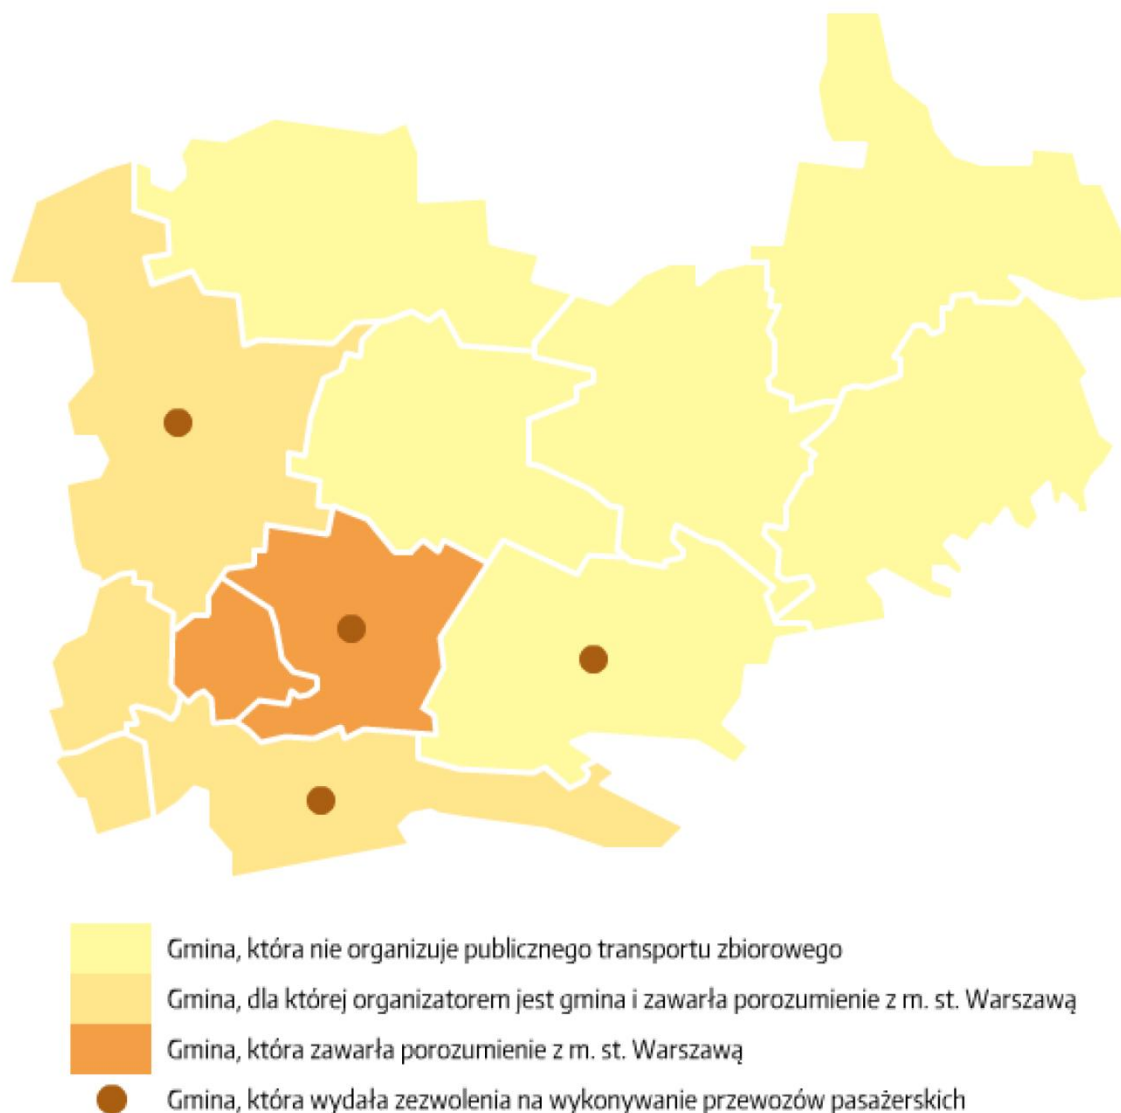 Gmina, która nie organizuje publicznego transportu zbiorowego
Gmina, dla której organizatorem jest gmina i zawarła porozumienie z m. st. Warszawą
Gmina, która zawarła porozumienie z m. st. Warszawą
Gmina, która wydała zezwolenia na wykonywanie przewozów pasażerskich